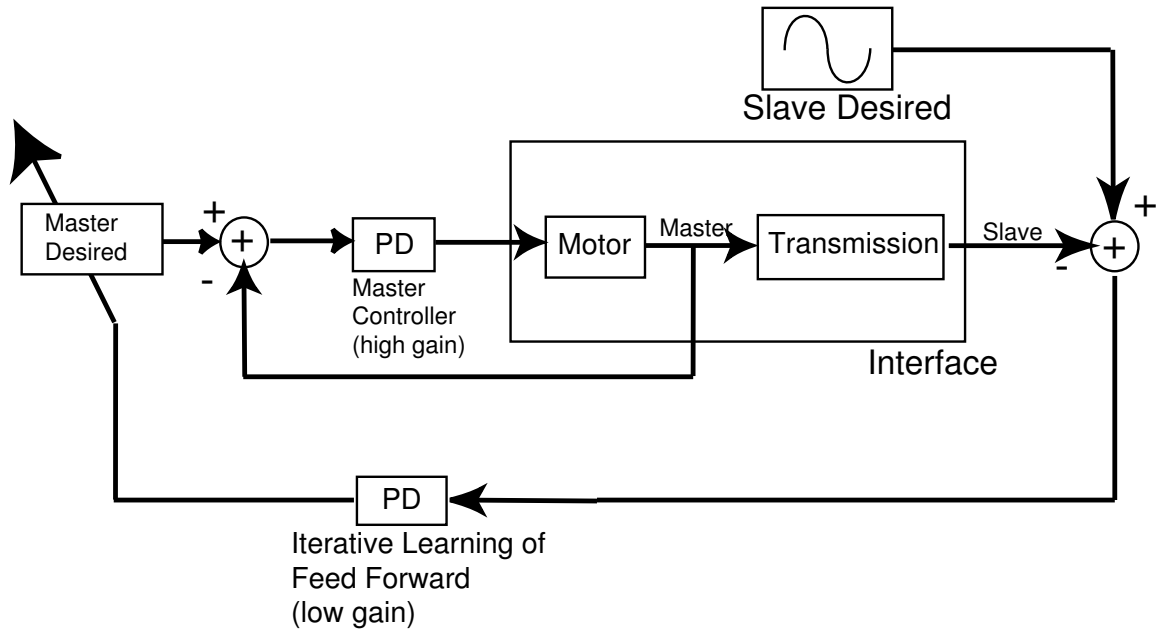 Slave Desired
Master
Desired
+
+
-
PD
Master
Controller
(high gain)
Motor
Master
Transmission
Interface
Slave
+
+
-
PD
Iterative Learning of
Feed Forward
(low gain)